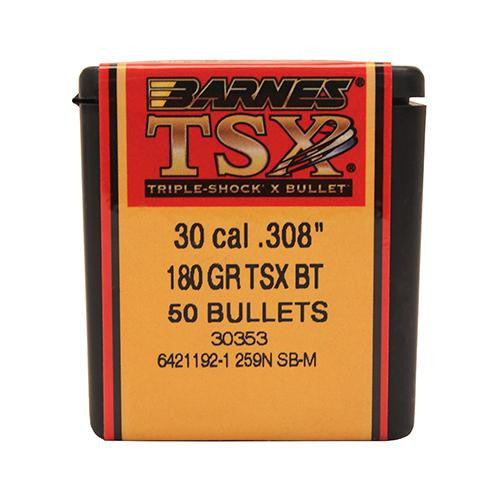 BARNES®
TSX®
TRIPLE-SHOCK® X BULLET®
30 cal .308"
180 GR TSX BT
50 BULLETS
30353
6421192-1 259N SB-M